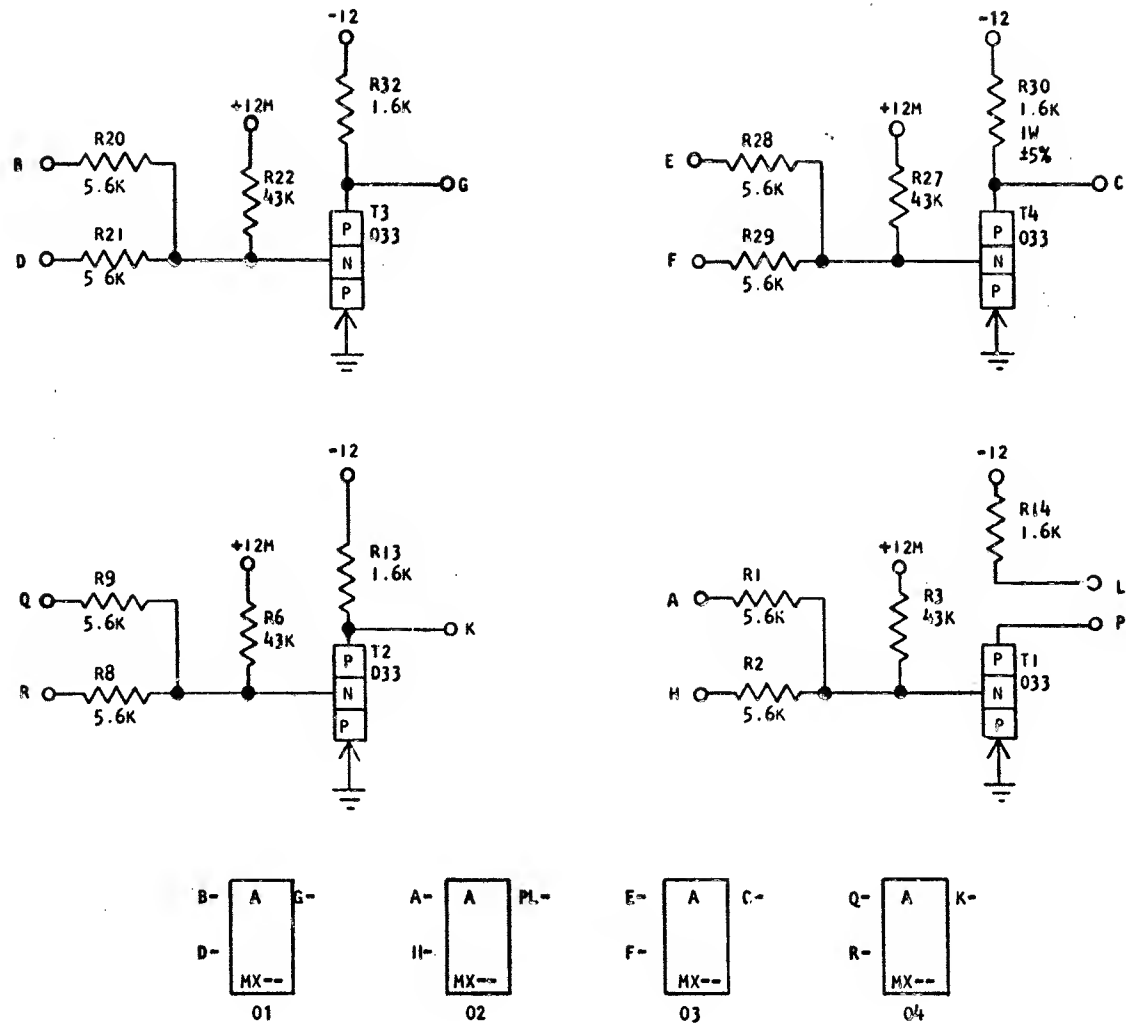 -12
R32
1.6K
+12M
R20
B
5.6K
R22
43K
G
R21
D
5.6K
T3
033
P
N
P
-12
R30
1.6K
1W
±5%
+12M
R28
E
5.6K
R27
43K
C
R29
F
5.6K
T4
033
P
N
P
-12
R13
1.6K
+12M
R9
Q
5.6K
R6
43K
K
R8
R
5.6K
T2
033
P
N
P
-12
R14
1.6K
L
P
+12M
R1
A
5.6K
R3
43K
R2
H
5.6K
T1
033
P
N
P
B- A G-
D-
MX--
01
A- A PL-
H-
MX--
02
E- A C-
F-
MX--
03
Q- A K-
R-
MX--
04